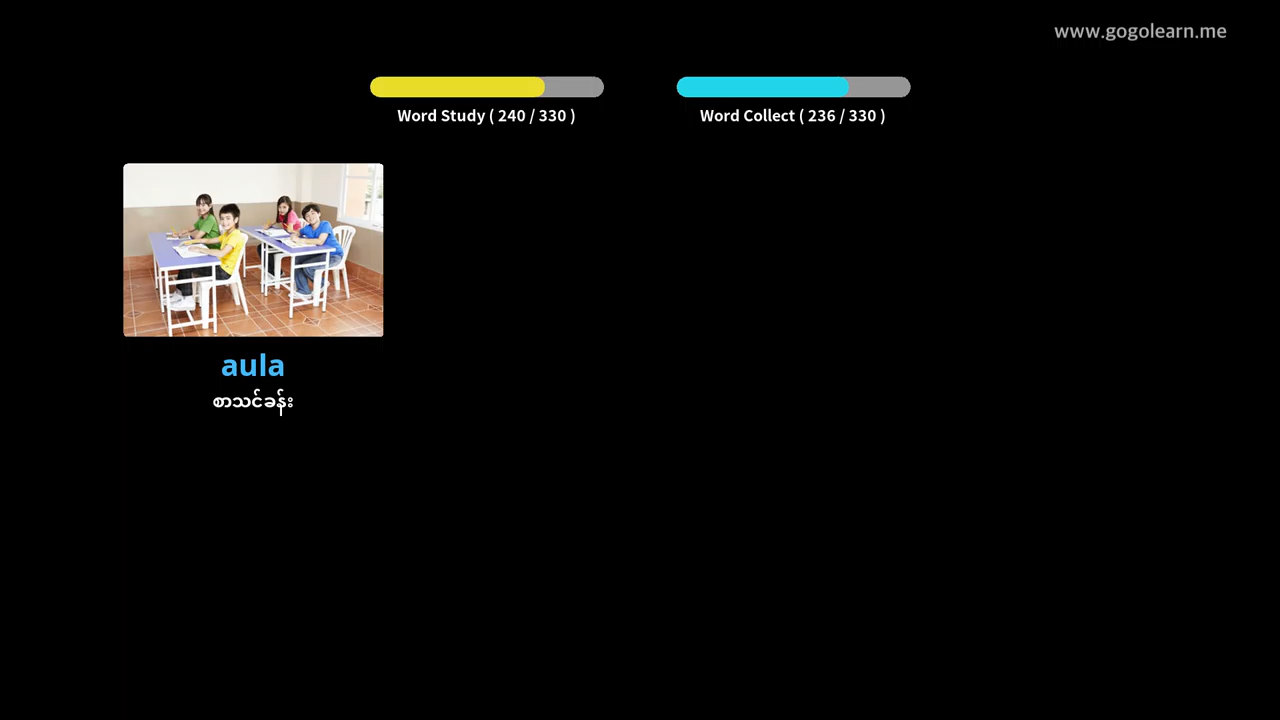 www.gogolearn.me
Word Study ( 240 / 330 )
Word Collect ( 236 / 330 )
aula
စာသင်ခန်း